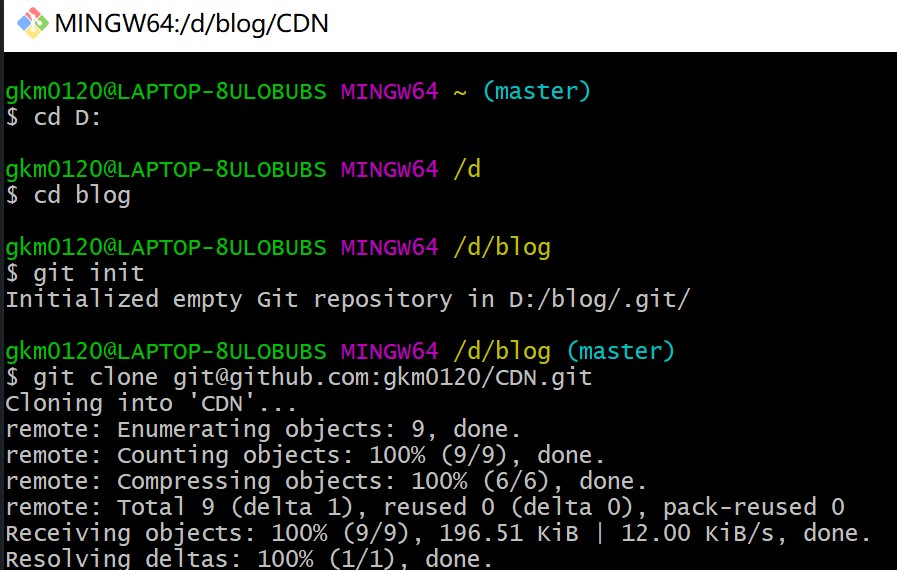 MINGW64:/d/blog/CDN
gkm0120@LAPTOP-8ULOBUBS MINGW64 ~ (master)
$ cd D:
gkm0120@LAPTOP-8ULOBUBS MINGW64 /d
$ cd blog
gkm0120@LAPTOP-8ULOBUBS MINGW64 /d/blog
$ git init
Initialized empty Git repository in D:/blog/.git/
gkm0120@LAPTOP-8ULOBUBS MINGW64 /d/blog (master)
$ git clone git@github.com:gkm0120/CDN.git
Cloning into 'CDN'...
remote: Enumerating objects: 9, done.
remote: Counting objects: 100% (9/9), done.
remote: Compressing objects: 100% (6/6), done.
remote: Total 9 (delta 1), reused 0 (delta 0), pack-reused 0
Receiving objects: 100% (9/9), 196.51 KiB | 12.00 KiB/s, done.
Resolving deltas: 100% (1/1), done.